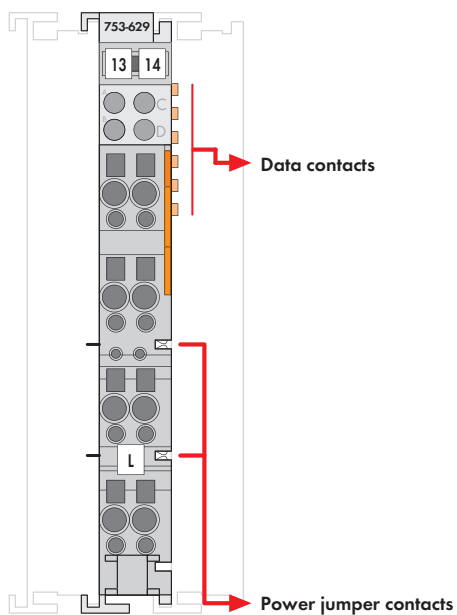 753-629
13 14
A C
B D
Data contacts
L
Power jumper contacts